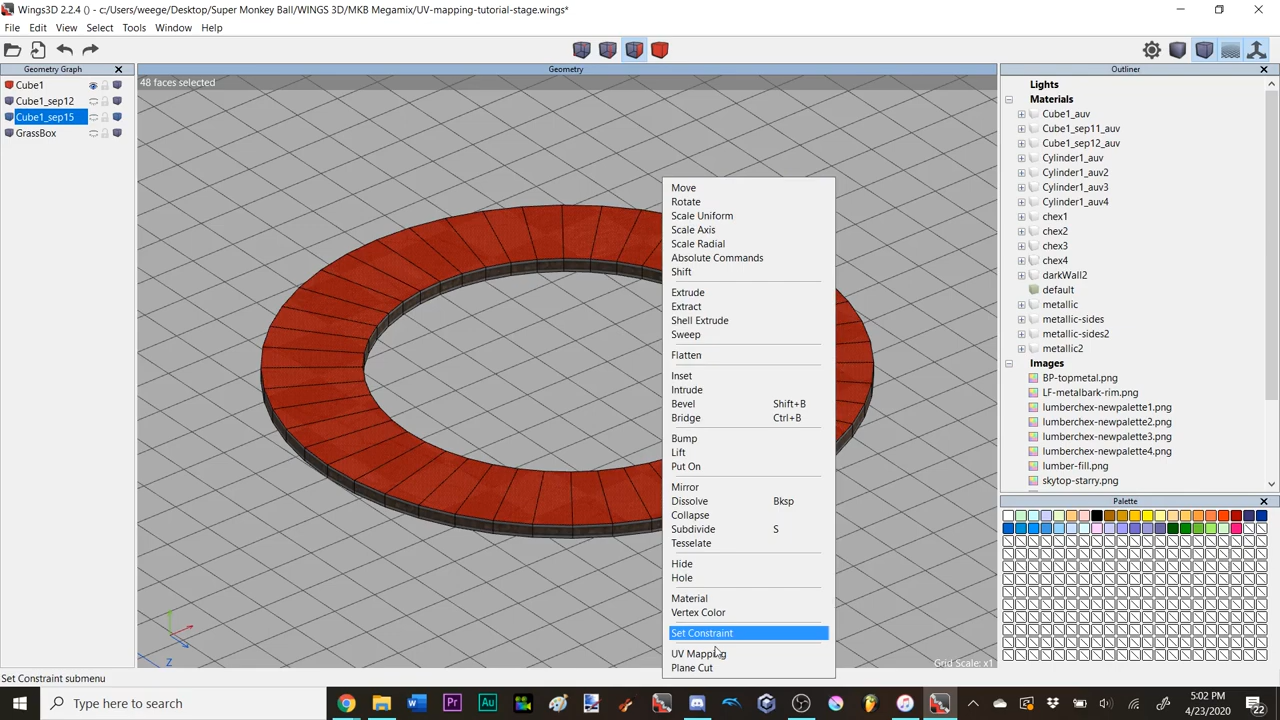 Wings3D 2.2.4 () - c:/Users/weege/Desktop/Super Monkey Ball/WINGS 3D/MKB Megamix/UV-mapping-tutorial-stage.wings*
File Edit View Select Tools Window Help
Geometry Graph
Geometry
Outliner
Cube1
Cube1_sep12
Cube1_sep15
GrassBox
48 faces selected
Move
Rotate
Scale Uniform
Scale Axis
Scale Radial
Absolute Commands
Shift
Extrude
Extract
Shell Extrude
Sweep
Flatten
Inset
Intrude
Bevel Shift+B
Bridge Ctrl+B
Bump
Lift
Put On
Mirror
Dissolve Bksp
Collapse
Subdivide S
Tesselate
Hide
Hole
Material
Vertex Color
Set Constraint
UV Mapping
Plane Cut
Lights
Materials
Cube1_auv
Cube1_sep11_auv
Cube1_sep12_auv
Cylinder1_auv
Cylinder1_auv2
Cylinder1_auv3
Cylinder1_auv4
chex1
chex2
chex3
chex4
darkWall2
default
metallic
metallic-sides
metallic-sides2
metallic2
Images
BP-topmetal.png
LF-metalbark-rim.png
lumberchex-newpalette1.png
lumberchex-newpalette2.png
lumberchex-newpalette3.png
lumberchex-newpalette4.png
lumber-fill.png
skytop-starry.png
Palette
Z
Grid Scale: x1
Set Constraint submenu
Type here to search
Pr
Au
5:02 PM
4/23/2020
22